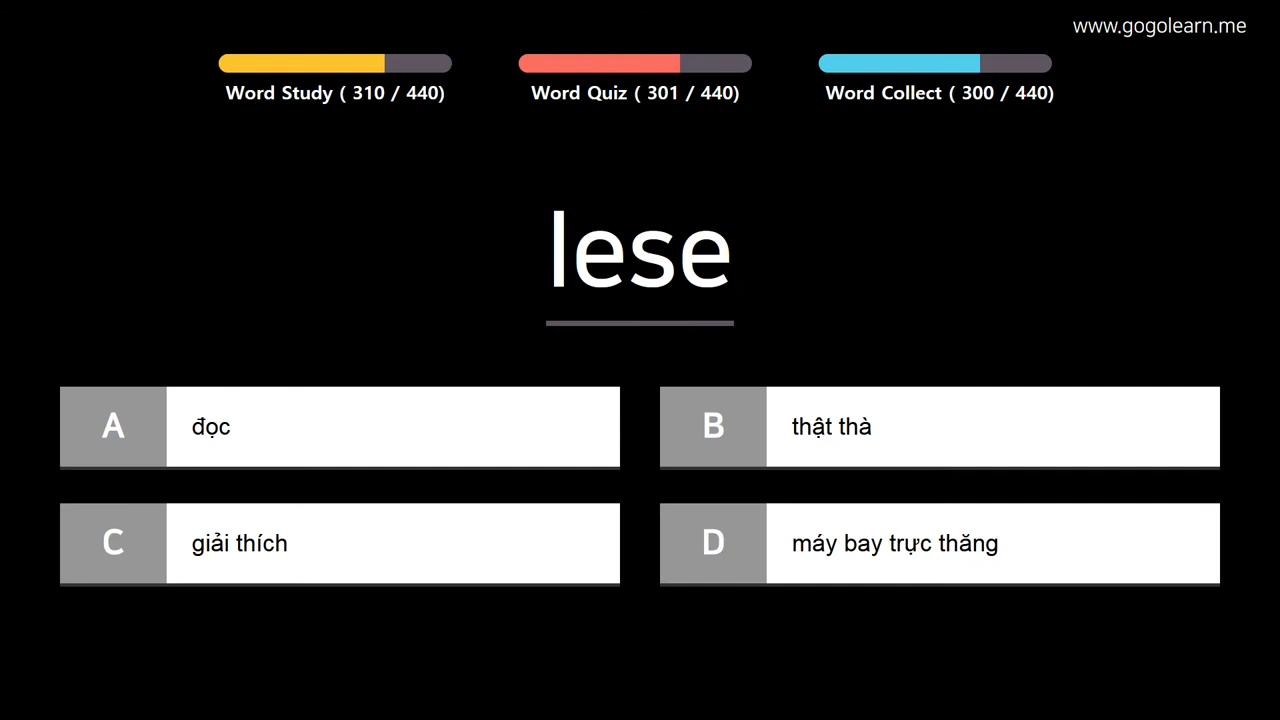 www.gogolearn.me
Word Study ( 310 / 440)
Word Quiz ( 301 / 440)
Word Collect ( 300 / 440)
lese
A đọc
B thật thà
C giải thích
D máy bay trực thăng